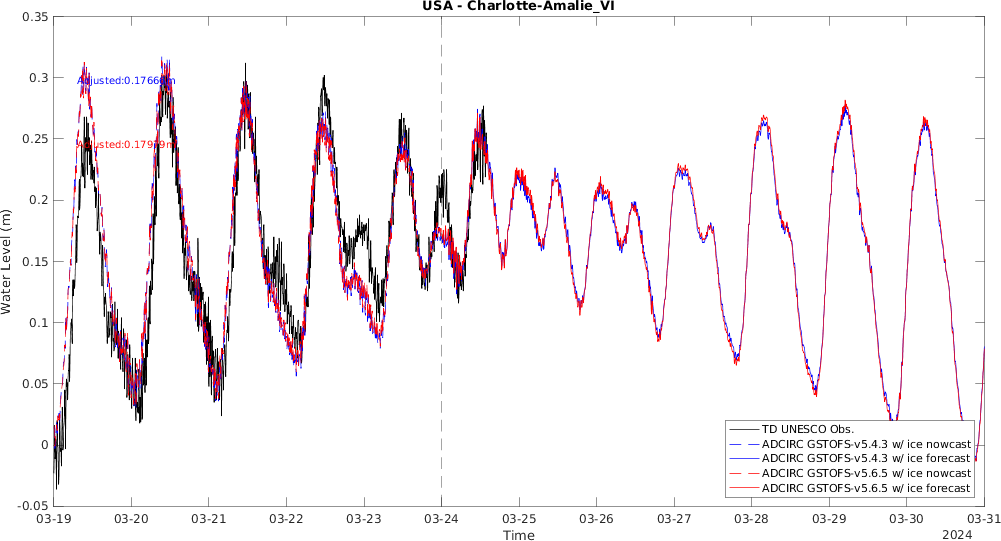 USA - Charlotte-Amalie_VI
0.35
0.3
0.25
0.2
0.15
0.1
0.05
0
-0.05
Water Level (m)
03-19
03-20
03-21
03-22
03-23
03-24
03-25
03-26
03-27
03-28
03-29
03-30
03-31
Time
2024
TD UNESCO Obs.
ADCIRC GSTOFS-v5.4.3 w/ ice nowcast
ADCIRC GSTOFS-v5.4.3 w/ ice forecast
ADCIRC GSTOFS-v5.6.5 w/ ice nowcast
ADCIRC GSTOFS-v5.6.5 w/ ice forecast